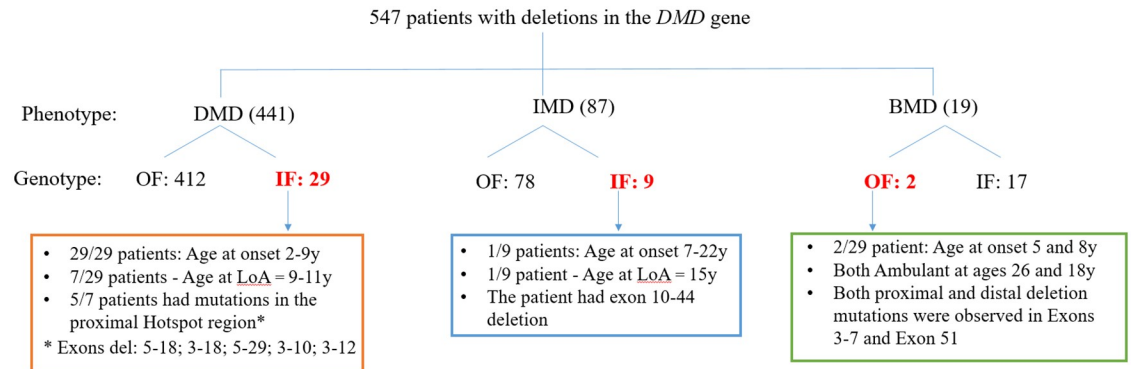 547 patients with deletions in the DMD gene
Phenotype: DMD (441) IMD (87) BMD (19)
Genotype: OF: 412 IF: 29 OF: 78 IF: 9 OF: 2 IF: 17
• 29/29 patients: Age at onset 2-9y
• 7/29 patients - Age at LoA = 9-11y
• 5/7 patients had mutations in the
proximal Hotspot region*
* Exons del: 5-18; 3-18; 5-29; 3-10; 3-12
• 1/9 patients: Age at onset 7-22y
• 1/9 patient - Age at LoA = 15y
• The patient had exon 10-44
deletion
• 2/29 patient: Age at onset 5 and 8y
• Both Ambulant at ages 26 and 18y
• Both proximal and distal deletion
mutations were observed in Exons
3-7 and Exon 51